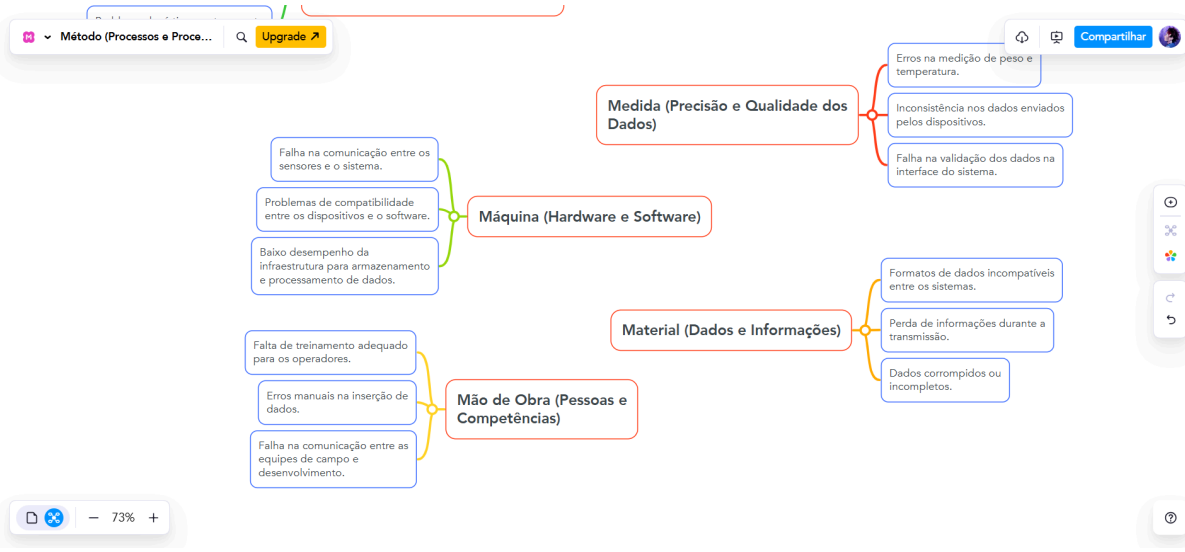 Método (Processos e Proce...
Upgrade
Compartilhar
Erros na medição de peso e
temperatura.
Medida (Precisão e Qualidade dos
Dados)
Inconsistência nos dados enviados
pelos dispositivos.
Falha na validação dos dados na
interface do sistema.
Falha na comunicação entre os
sensores e o sistema.
Problemas de compatibilidade
entre os dispositivos e o software.
Máquina (Hardware e Software)
Baixo desempenho da
infraestrutura para armazenamento
e processamento de dados.
Formatos de dados incompatíveis
entre os sistemas.
Material (Dados e Informações)
Perda de informações durante a
transmissão.
Dados corrompidos ou
incompletos.
Falta de treinamento adequado
para os operadores.
Erros manuais na inserção de
dados.
Mão de Obra (Pessoas e
Competências)
Falha na comunicação entre as
equipes de campo e
desenvolvimento.
73%